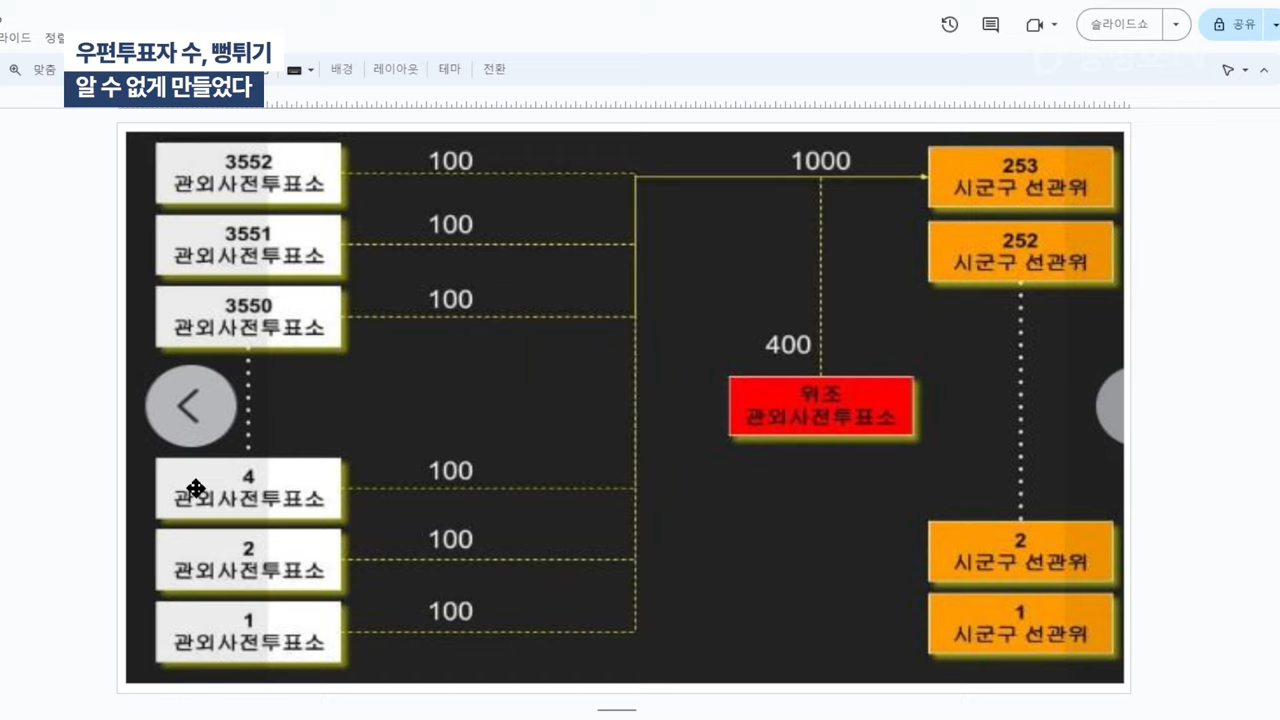 라이드 정렬
슬라이드쇼
공유
우편투표자 수, 뻥튀기
알 수 없게 만들었다
맞춤
배경
레이아웃
테마
전환
3552
관외사전투표소
100
1000
253
시군구 선관위
3551
관외사전투표소
100
252
시군구 선관위
3550
관외사전투표소
100
400
위조
관외사전투표소
4
관외사전투표소
100
2
관외사전투표소
100
2
시군구 선관위
1
관외사전투표소
100
1
시군구 선관위